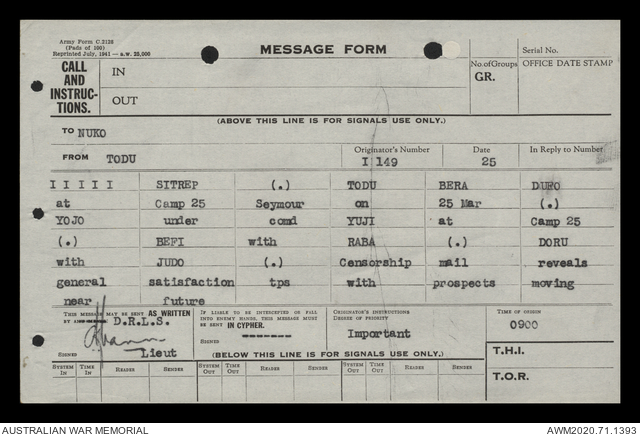 Army Form C.2128
(Pads of 100)
Reprinted July, 1941 — a.w. 20,000
MESSAGE FORM
Serial No.
CALL AND INSTRUC- TIONS.
IN
OUT
No. of Groups GR.
OFFICE DATE STAMP
(ABOVE THIS LINE IS FOR SIGNALS USE ONLY.)
TO NUKO
FROM TODU
Originator's Number I 149
Date 25
In Reply to Number
I I I I I SITREP (.) TODU BERA DUFO
at Camp 25 Seymour on 25 Mar (.)
YOJO under comd YUJI at Camp 25
(.) BEFI with RABA (.) DORU
with JUDO (.) Censorship mail reveals
general satisfaction tps with prospects moving
near future
THIS MESSAGE MAY BE SENT AS WRITTEN
BY D.R.L.S.
SIGNED Lieut
IF LIABLE TO BE INTERCEPTED OR FALL
INTO ENEMY HANDS, THIS MESSAGE MUST
BE SENT IN CYPHER.
SIGNED -------
ORIGINATOR'S INSTRUCTIONS
DEGREE OF PRIORITY
Important
TIME OF ORIGIN
0900
T.H.I.
T.O.R.
(BELOW THIS LINE IS FOR SIGNALS USE ONLY.)
SYSTEM IN TIME IN READER SENDER SYSTEM OUT TIME OUT READER SENDER SYSTEM OUT TIME OUT READER SENDER
AUSTRALIAN WAR MEMORIAL
AWM2020.71.1393